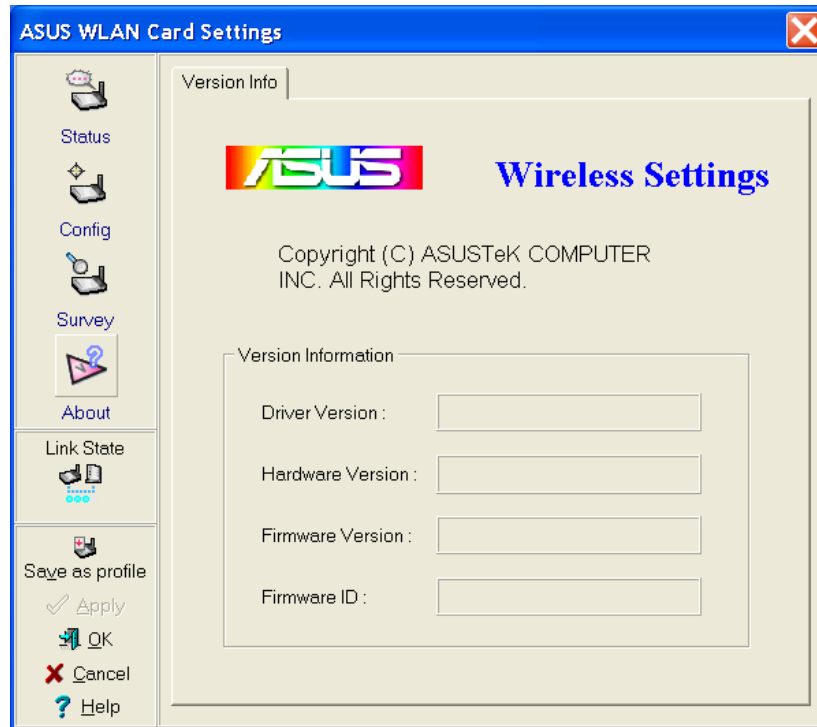 ASUS WLAN Card Settings
Status
Config
Survey
About
Link State
Save as profile
Apply
OK
Cancel
Help
Version Info
ASUS
Wireless Settings
Copyright (C) ASUSTeK COMPUTER
INC. All Rights Reserved.
Version Information
Driver Version :
Hardware Version :
Firmware Version :
Firmware ID :